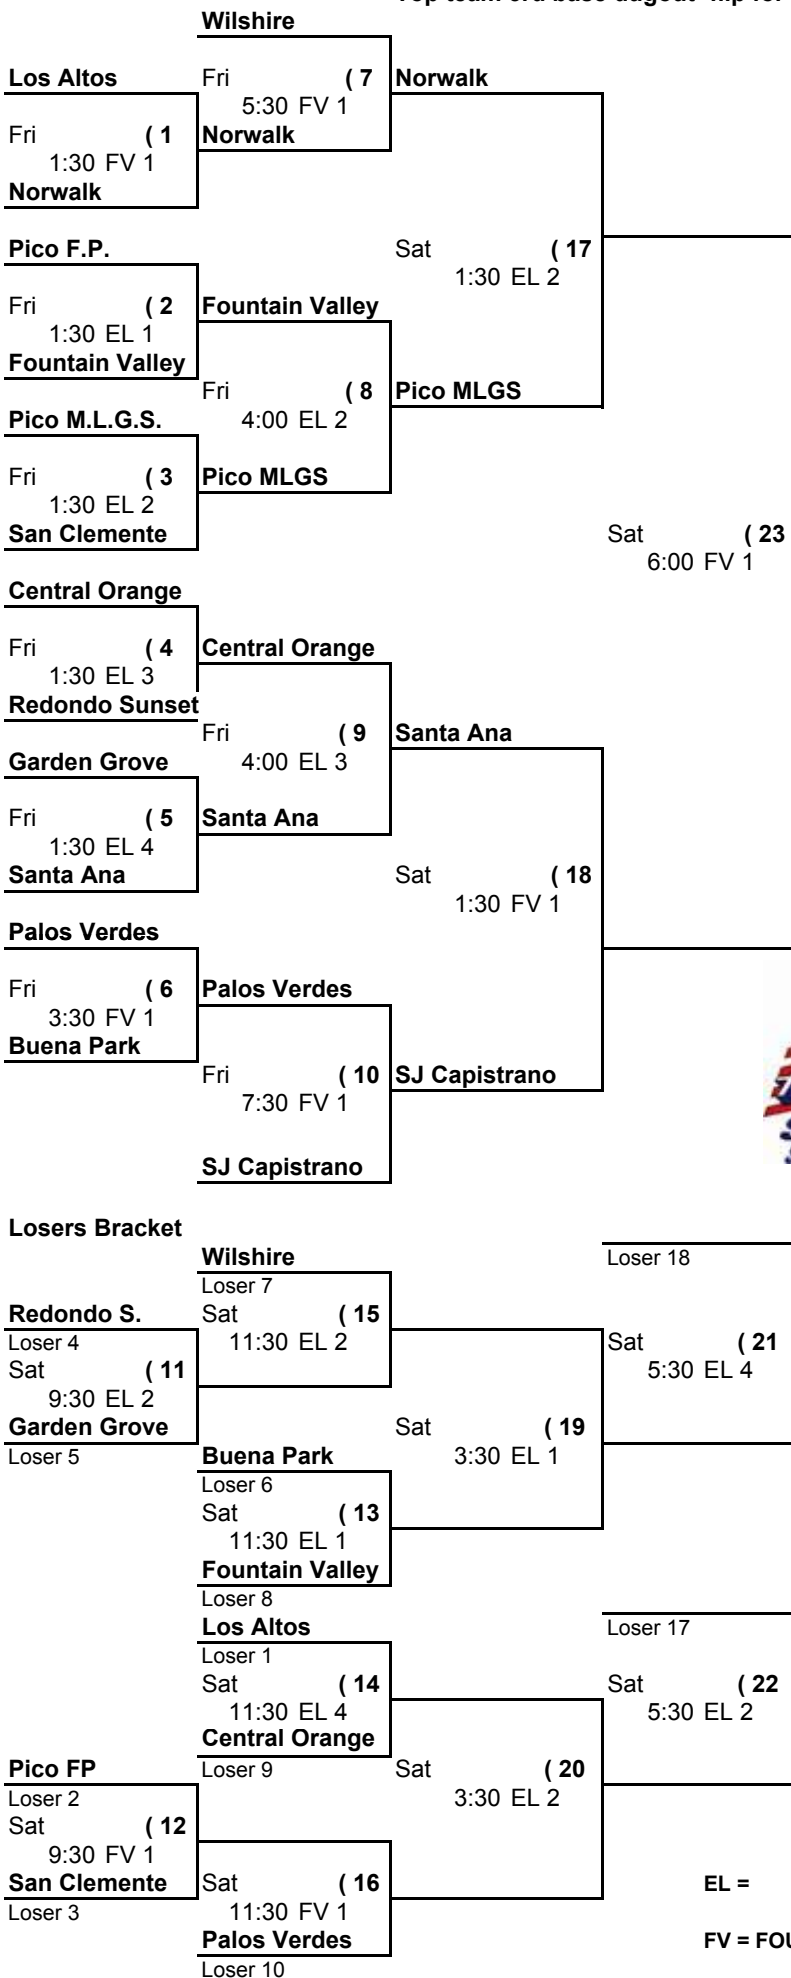 Wilshire
Los Altos
Fri ( 7 Norwalk
5:30 FV 1
Fri ( 1 Norwalk
1:30 FV 1
Norwalk
Pico F.P.
Sat ( 17
1:30 EL 2
Fri ( 2 Fountain Valley
1:30 EL 1
Fountain Valley
Fri ( 8 Pico MLGS
4:00 EL 2
Pico M.L.G.S.
Fri ( 3 Pico MLGS
1:30 EL 2
San Clemente
Sat ( 23
6:00 FV 1
Central Orange
Fri ( 4 Central Orange
1:30 EL 3
Redondo Sunset
Fri ( 9 Santa Ana
4:00 EL 3
Garden Grove
Fri ( 5 Santa Ana
1:30 EL 4
Santa Ana
Sat ( 18
1:30 FV 1
Palos Verdes
Fri ( 6 Palos Verdes
3:30 FV 1
Buena Park
Fri ( 10 SJ Capistrano
7:30 FV 1
SJ Capistrano
Losers Bracket
Wilshire
Loser 7
Loser 18
Redondo S.
Loser 4
Sat ( 15
11:30 EL 2
Sat ( 21
5:30 EL 4
Sat ( 11
9:30 EL 2
Garden Grove
Loser 5
Sat ( 19
3:30 EL 1
Buena Park
Loser 6
Sat ( 13
11:30 EL 1
Fountain Valley
Loser 8
Los Altos
Loser 1
Loser 17
Sat ( 14
11:30 EL 4
Central Orange
Loser 9
Sat ( 22
5:30 EL 2
Pico FP
Loser 2
Sat ( 20
3:30 EL 2
Sat ( 12
9:30 FV 1
San Clemente
Loser 3
Sat ( 16
11:30 FV 1
Palos Verdes
Loser 10
EL =
FV =